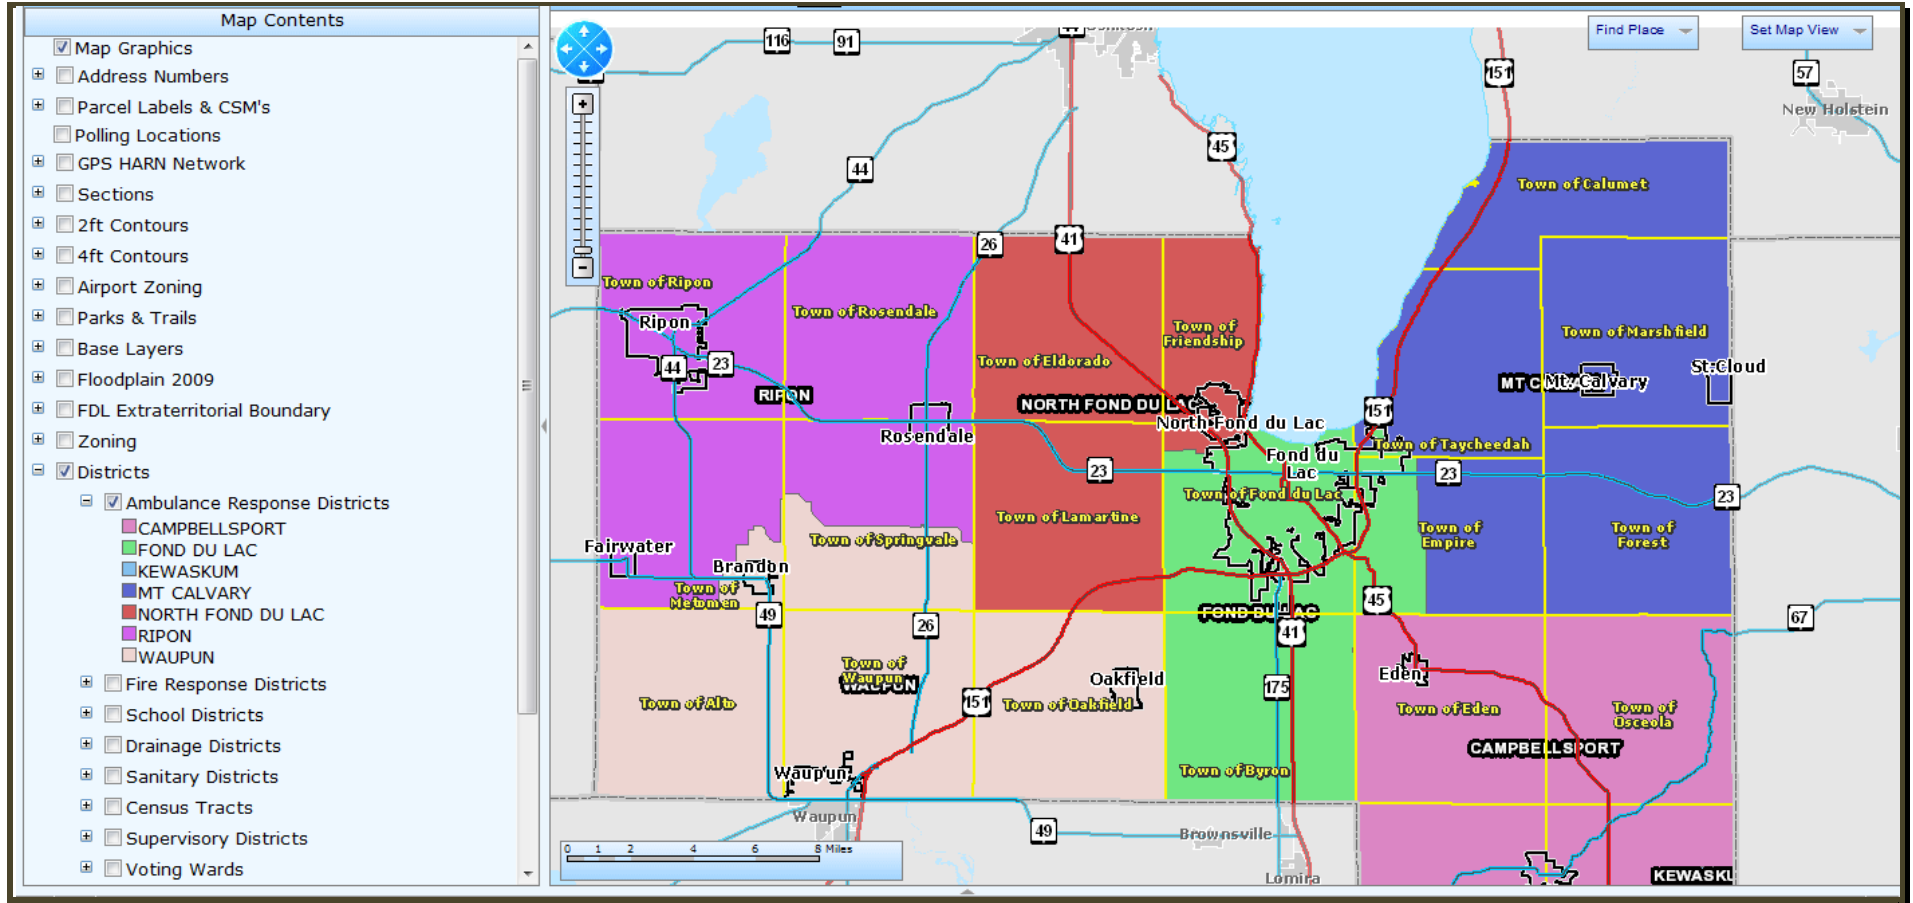 Map Contents
Map Graphics
Address Numbers
Parcel Labels & CSM's
Polling Locations
GPS HARN Network
Sections
2ft Contours
4ft Contours
Airport Zoning
Parks & Trails
Base Layers
Floodplain 2009
FDL Extraterritorial Boundary
Zoning
Districts
Ambulance Response Districts
CAMPBELLSPORT
FOND DU LAC
KEWASKUM
MT CALVARY
NORTH FOND DU LAC
RIPON
WAUPUN
Fire Response Districts
School Districts
Drainage Districts
Sanitary Districts
Census Tracts
Supervisory Districts
Voting Wards
Find Place
Set Map View
116
91
44
45
151
57
New Holstein
26
41
Town of Calumet
Town of Ripon
Ripon
44
23
RIPON
Town of Rosendale
Rosendale
Town of Eldorado
Town of
Friendship
NORTH FOND DU LAC
North Fond du Lac
Town of Marshfield
Mt. Calvary
St. Cloud
151
Town of Taycheedah
Fond du
Lac
23
23
23
Town of Fond du Lac
Town of Lamartine
Town of
Empire
Town of
Forest
Town of Springvale
Fairwater
Brandon
Town of
Metomen
49
26
FOND DU LAC
45
41
67
Town of
Waupun
WAUPUN
Town of Alto
151
Oakfield
Town of Oakfield
175
Eden
Town of Eden
Town of
Osceola
CAMPBELLSPORT
Town of Byron
Waupun
Waupun
49
Brownsville
Lomira
KEWASKU
0 1 2 4 6 8 Miles